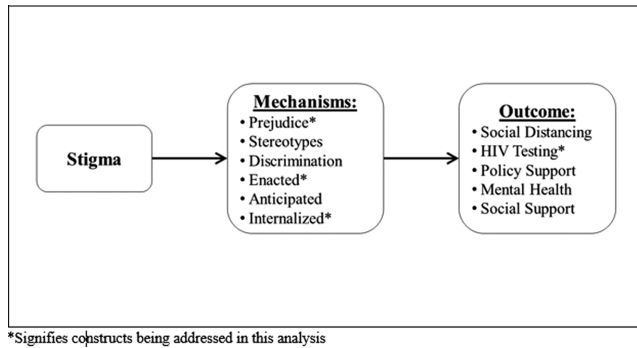 Stigma
Mechanisms:
• Prejudice*
• Stereotypes
• Discrimination
• Enacted*
• Anticipated
• Internalized*
Outcome:
• Social Distancing
• HIV Testing*
• Policy Support
• Mental Health
• Social Support
*Signifies constructs being addressed in this analysis